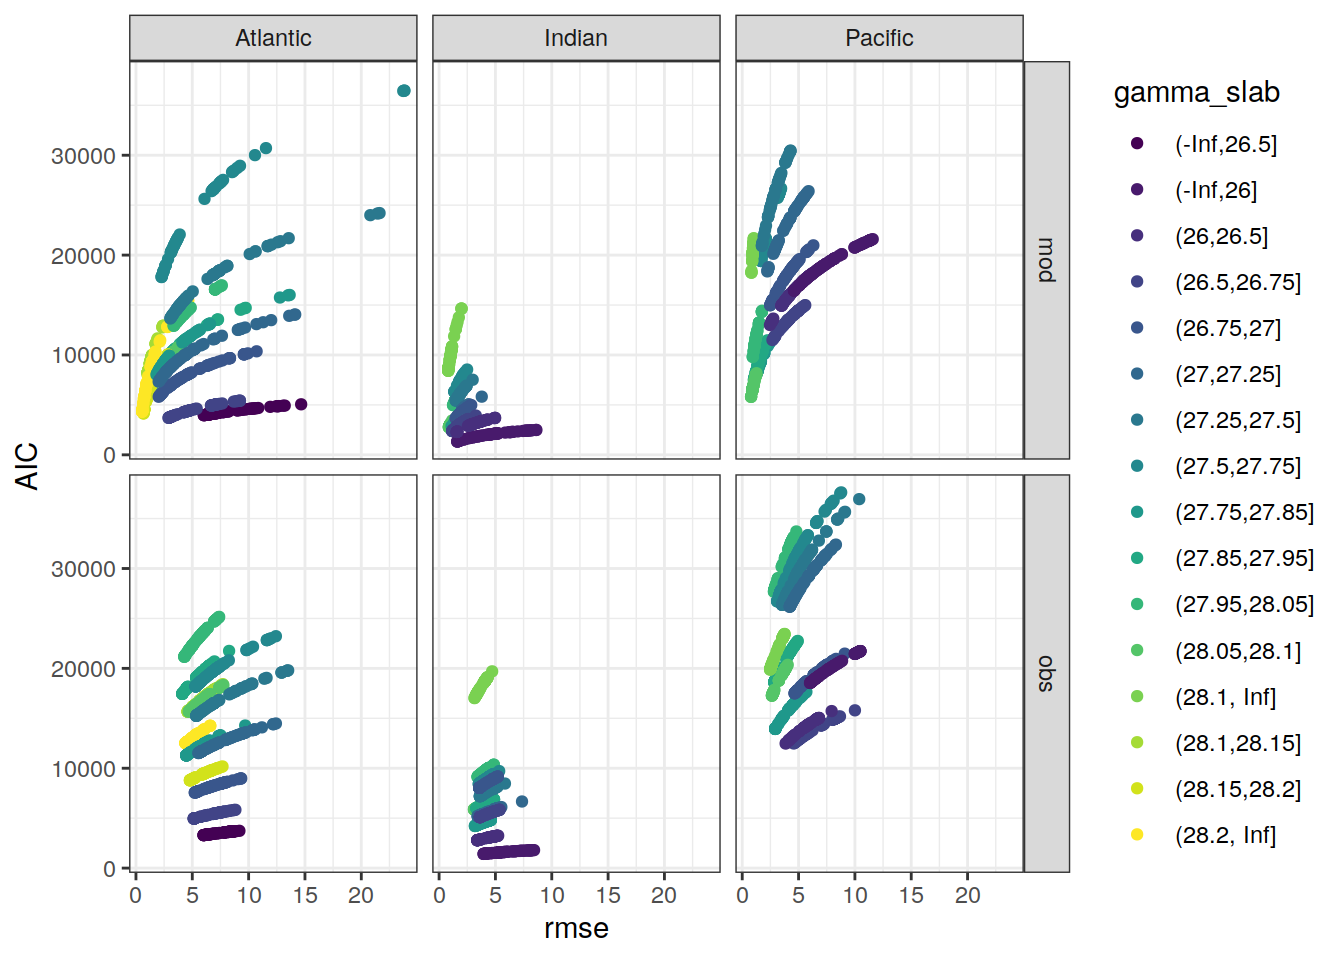 Atlantic
Indian
Pacific
AIC
30000
20000
10000
0
mod
30000
20000
10000
0
obs
0 5 10 15 20
0 5 10 15 20
0 5 10 15 20
rmse
gamma_slab
(-Inf,26.5]
(-Inf,26]
(26,26.5]
(26.5,26.75]
(26.75,27]
(27,27.25]
(27.25,27.5]
(27.5,27.75]
(27.75,27.85]
(27.85,27.95]
(27.95,28.05]
(28.05,28.1]
(28.1, Inf]
(28.1,28.15]
(28.15,28.2]
(28.2, Inf]